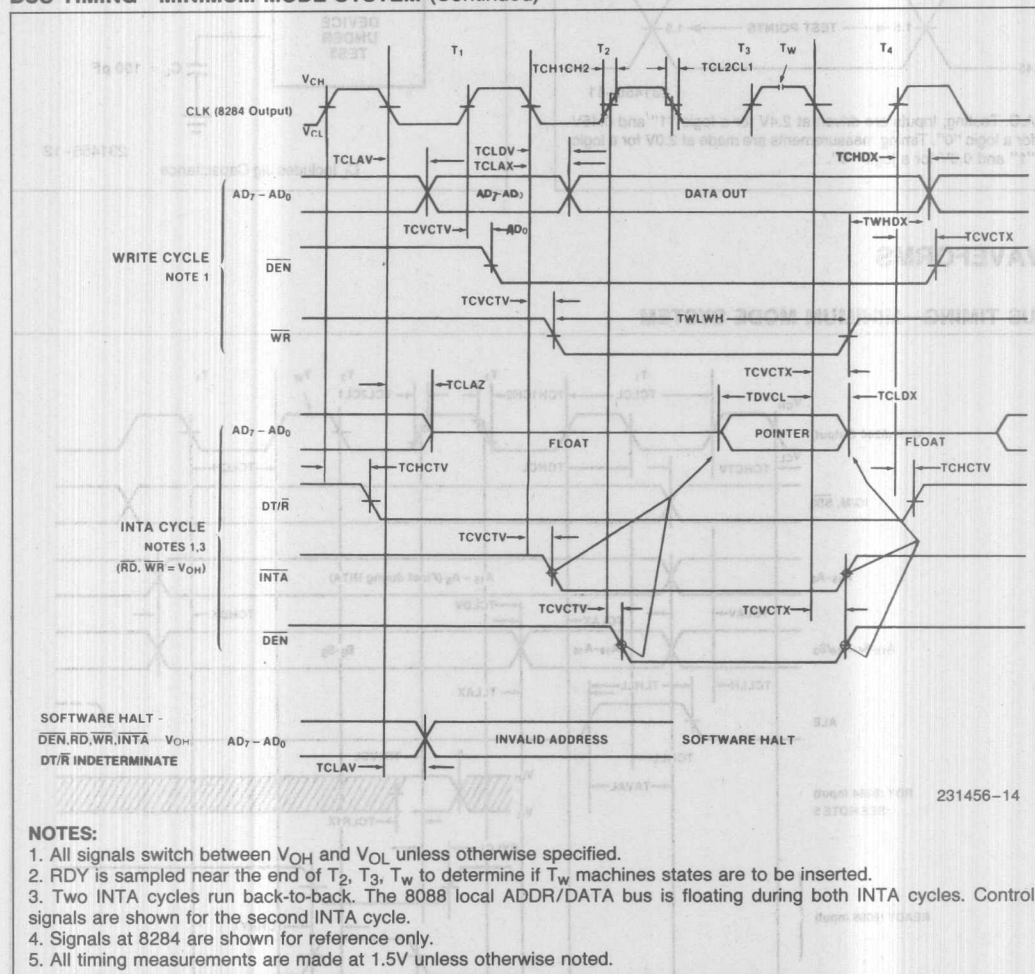 BUS TIMING—MINIMUM MODE SYSTEM (Continued)
T1 T2 T3 TW T4
TCH1CH2 TCL2CL1
VCH
CLK (8284 Output)
VCL
TCLAV TCLDV TCHDX
TCLAX
AD7 – AD0 AD7-AD0 DATA OUT
TWHDX
TCVCTV AD0 TCVCTX
WRITE CYCLE
NOTE 1
DEN
TCVCTV TWLWH
WR
TCVCTX
TCLAZ TDVCL TCLDX
AD7 – AD0 FLOAT POINTER FLOAT
TCHCTV TCHCTV
DT/R
INTA CYCLE
NOTES 1,3
(RD, WR = VOH)
TCVCTV
INTA
TCVCTV TCVCTX
DEN
SOFTWARE HALT -
DEN,RD,WR,INTA VOH AD7 – AD0 INVALID ADDRESS SOFTWARE HALT
DT/R INDETERMINATE
TCLAV
231456–14
NOTES:
1. All signals switch between VOH and VOL unless otherwise specified.
2. RDY is sampled near the end of T2, T3, Tw to determine if Tw machines states are to be inserted.
3. Two INTA cycles run back-to-back. The 8088 local ADDR/DATA bus is floating during both INTA cycles. Control
signals are shown for the second INTA cycle.
4. Signals at 8284 are shown for reference only.
5. All timing measurements are made at 1.5V unless otherwise noted.